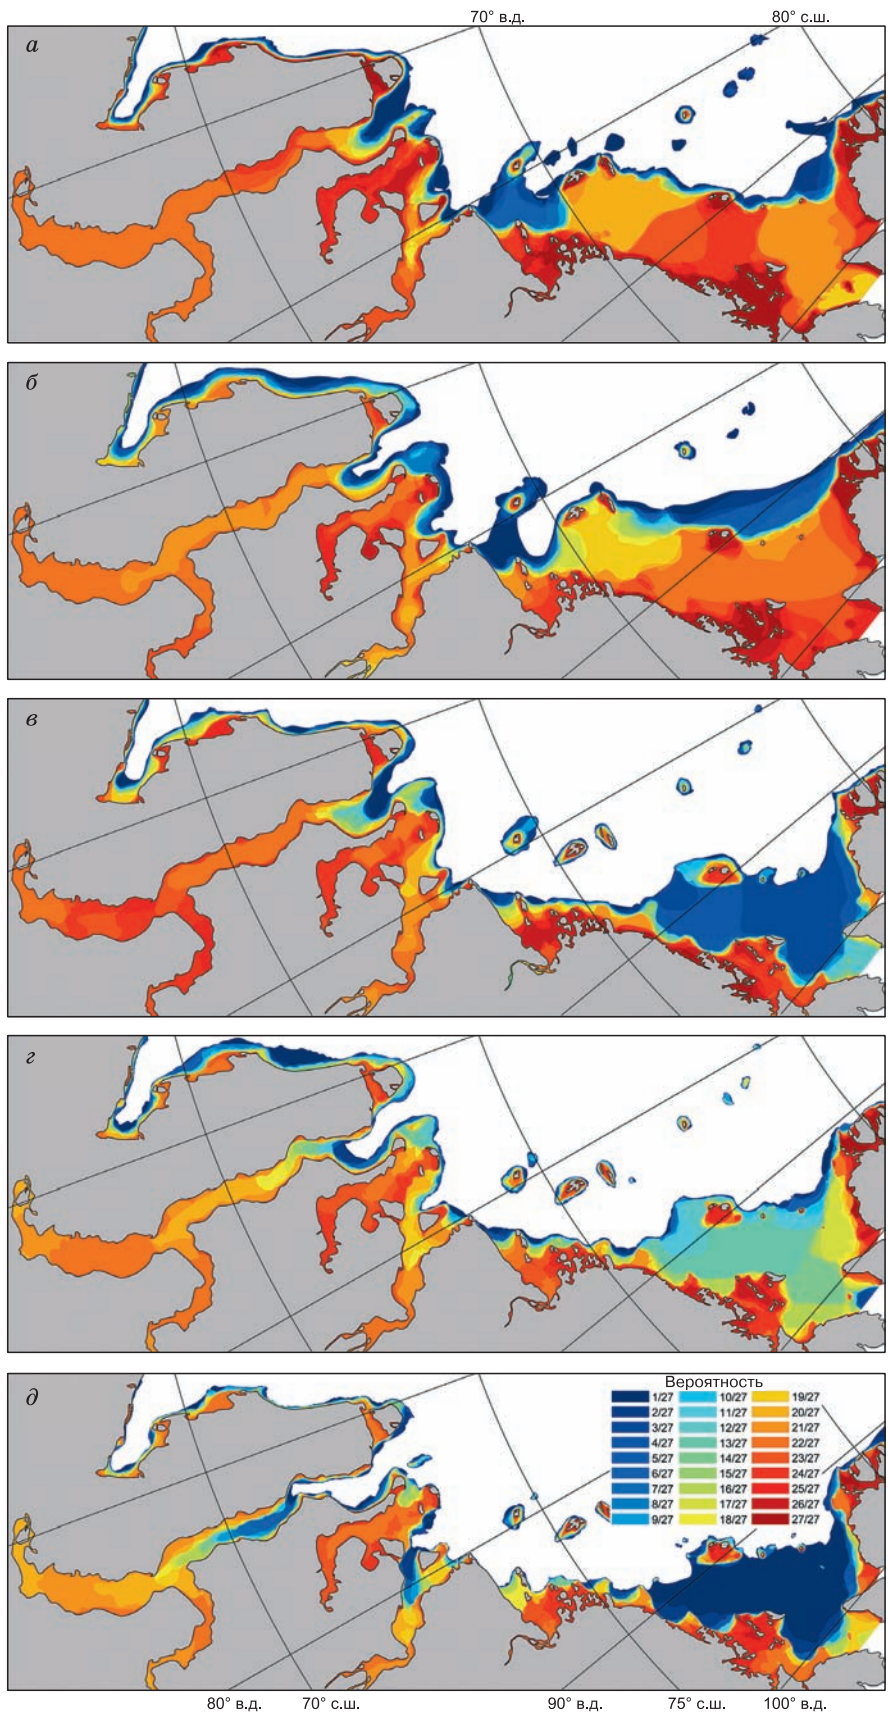 70° в.д. 80° с.ш.
а
б
в
г
д
Вероятность
1/27 10/27 19/27
2/27 11/27 20/27
3/27 12/27 21/27
4/27 13/27 22/27
5/27 14/27 23/27
6/27 15/27 24/27
7/27 16/27 25/27
8/27 17/27 26/27
9/27 18/27 27/27
80° в.д. 70° с.ш. 90° в.д. 75° с.ш. 100° в.д.